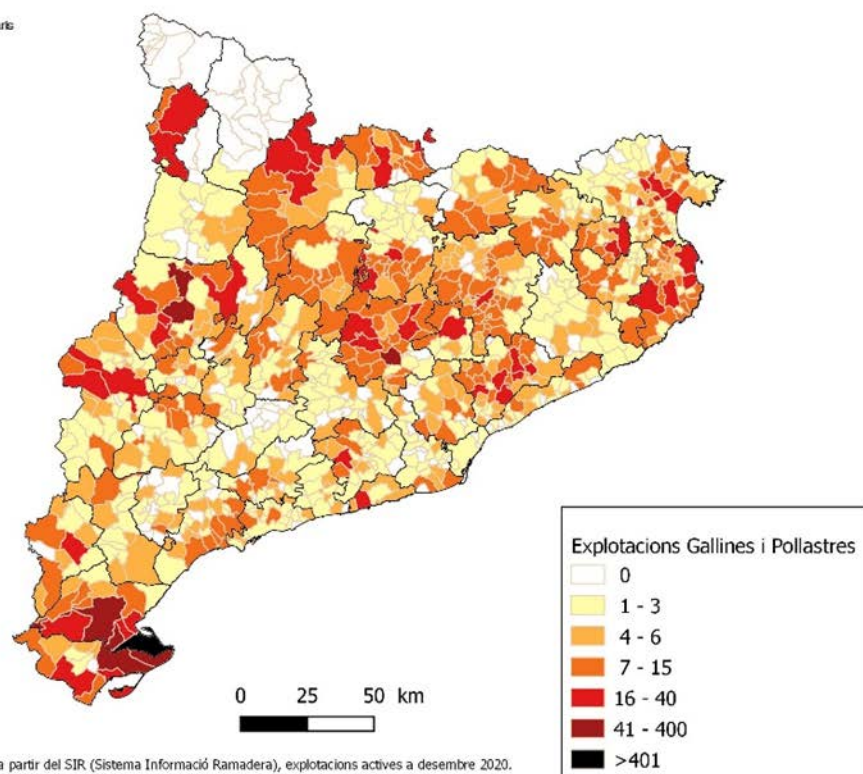 Explotacions Gallines i Pollastres
0
1 - 3
4 - 6
7 - 15
16 - 40
41 - 400
>401
0 25 50 km
a partir del SIR (Sistema Informació Ramadera), explotacions actives a desembre 2020.